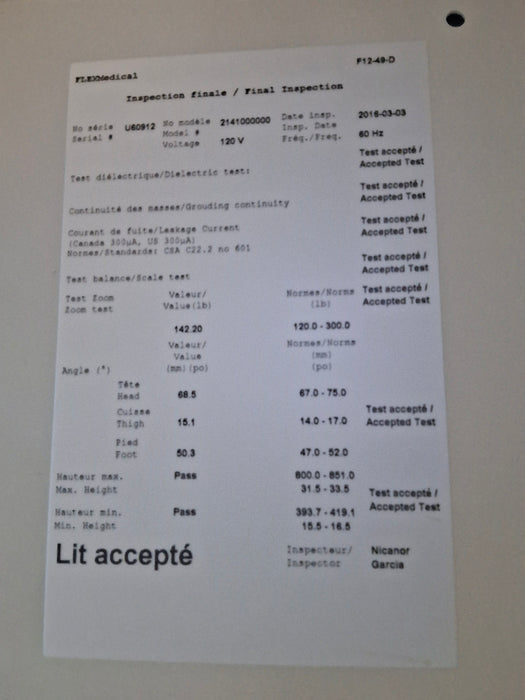 F12-49-D
FLEXMedical
Inspection finale / Final Inspection
No série U60912 No modèle 2141000000 Date insp. 2016-03-03
Serial # Model # Insp. Date
Voltage 120 V Fréq./Freq. 60 Hz
Test accepté /
Test diélectrique/Dielectric test: Accepted Test
Test accepté /
Continuité des masses/Grouding continuity Accepted Test
Courant de fuite/Leakage Current Test accepté /
(Canada 300µA, US 300µA) Accepted Test
Normes/Standards: CSA C22.2 no 601
Test accepté /
Test balance/Scale test Accepted Test
Test Zoom Valeur/ Normes/Norms Test accepté /
Zoom test Value(lb) (lb) Accepted Test
142.20 120.0 - 300.0
Valeur/ Normes/Norms
Value (mm)
Angle (°) (mm) (po) (po)
Tête
Head 68.5 67.0 - 75.0
Cuisse Test accepté /
Thigh 15.1 14.0 - 17.0 Accepted Test
Pied
Foot 50.3 47.0 - 52.0
Hauteur max. Pass 800.0 - 851.0
Max. Height 31.5 - 33.5 Test accepté /
Hauteur min. Pass 393.7 - 419.1 Accepted Test
Min. Height 15.5 - 16.5
Lit accepté Inspecteur/ Nicanor
Inspector Garcia